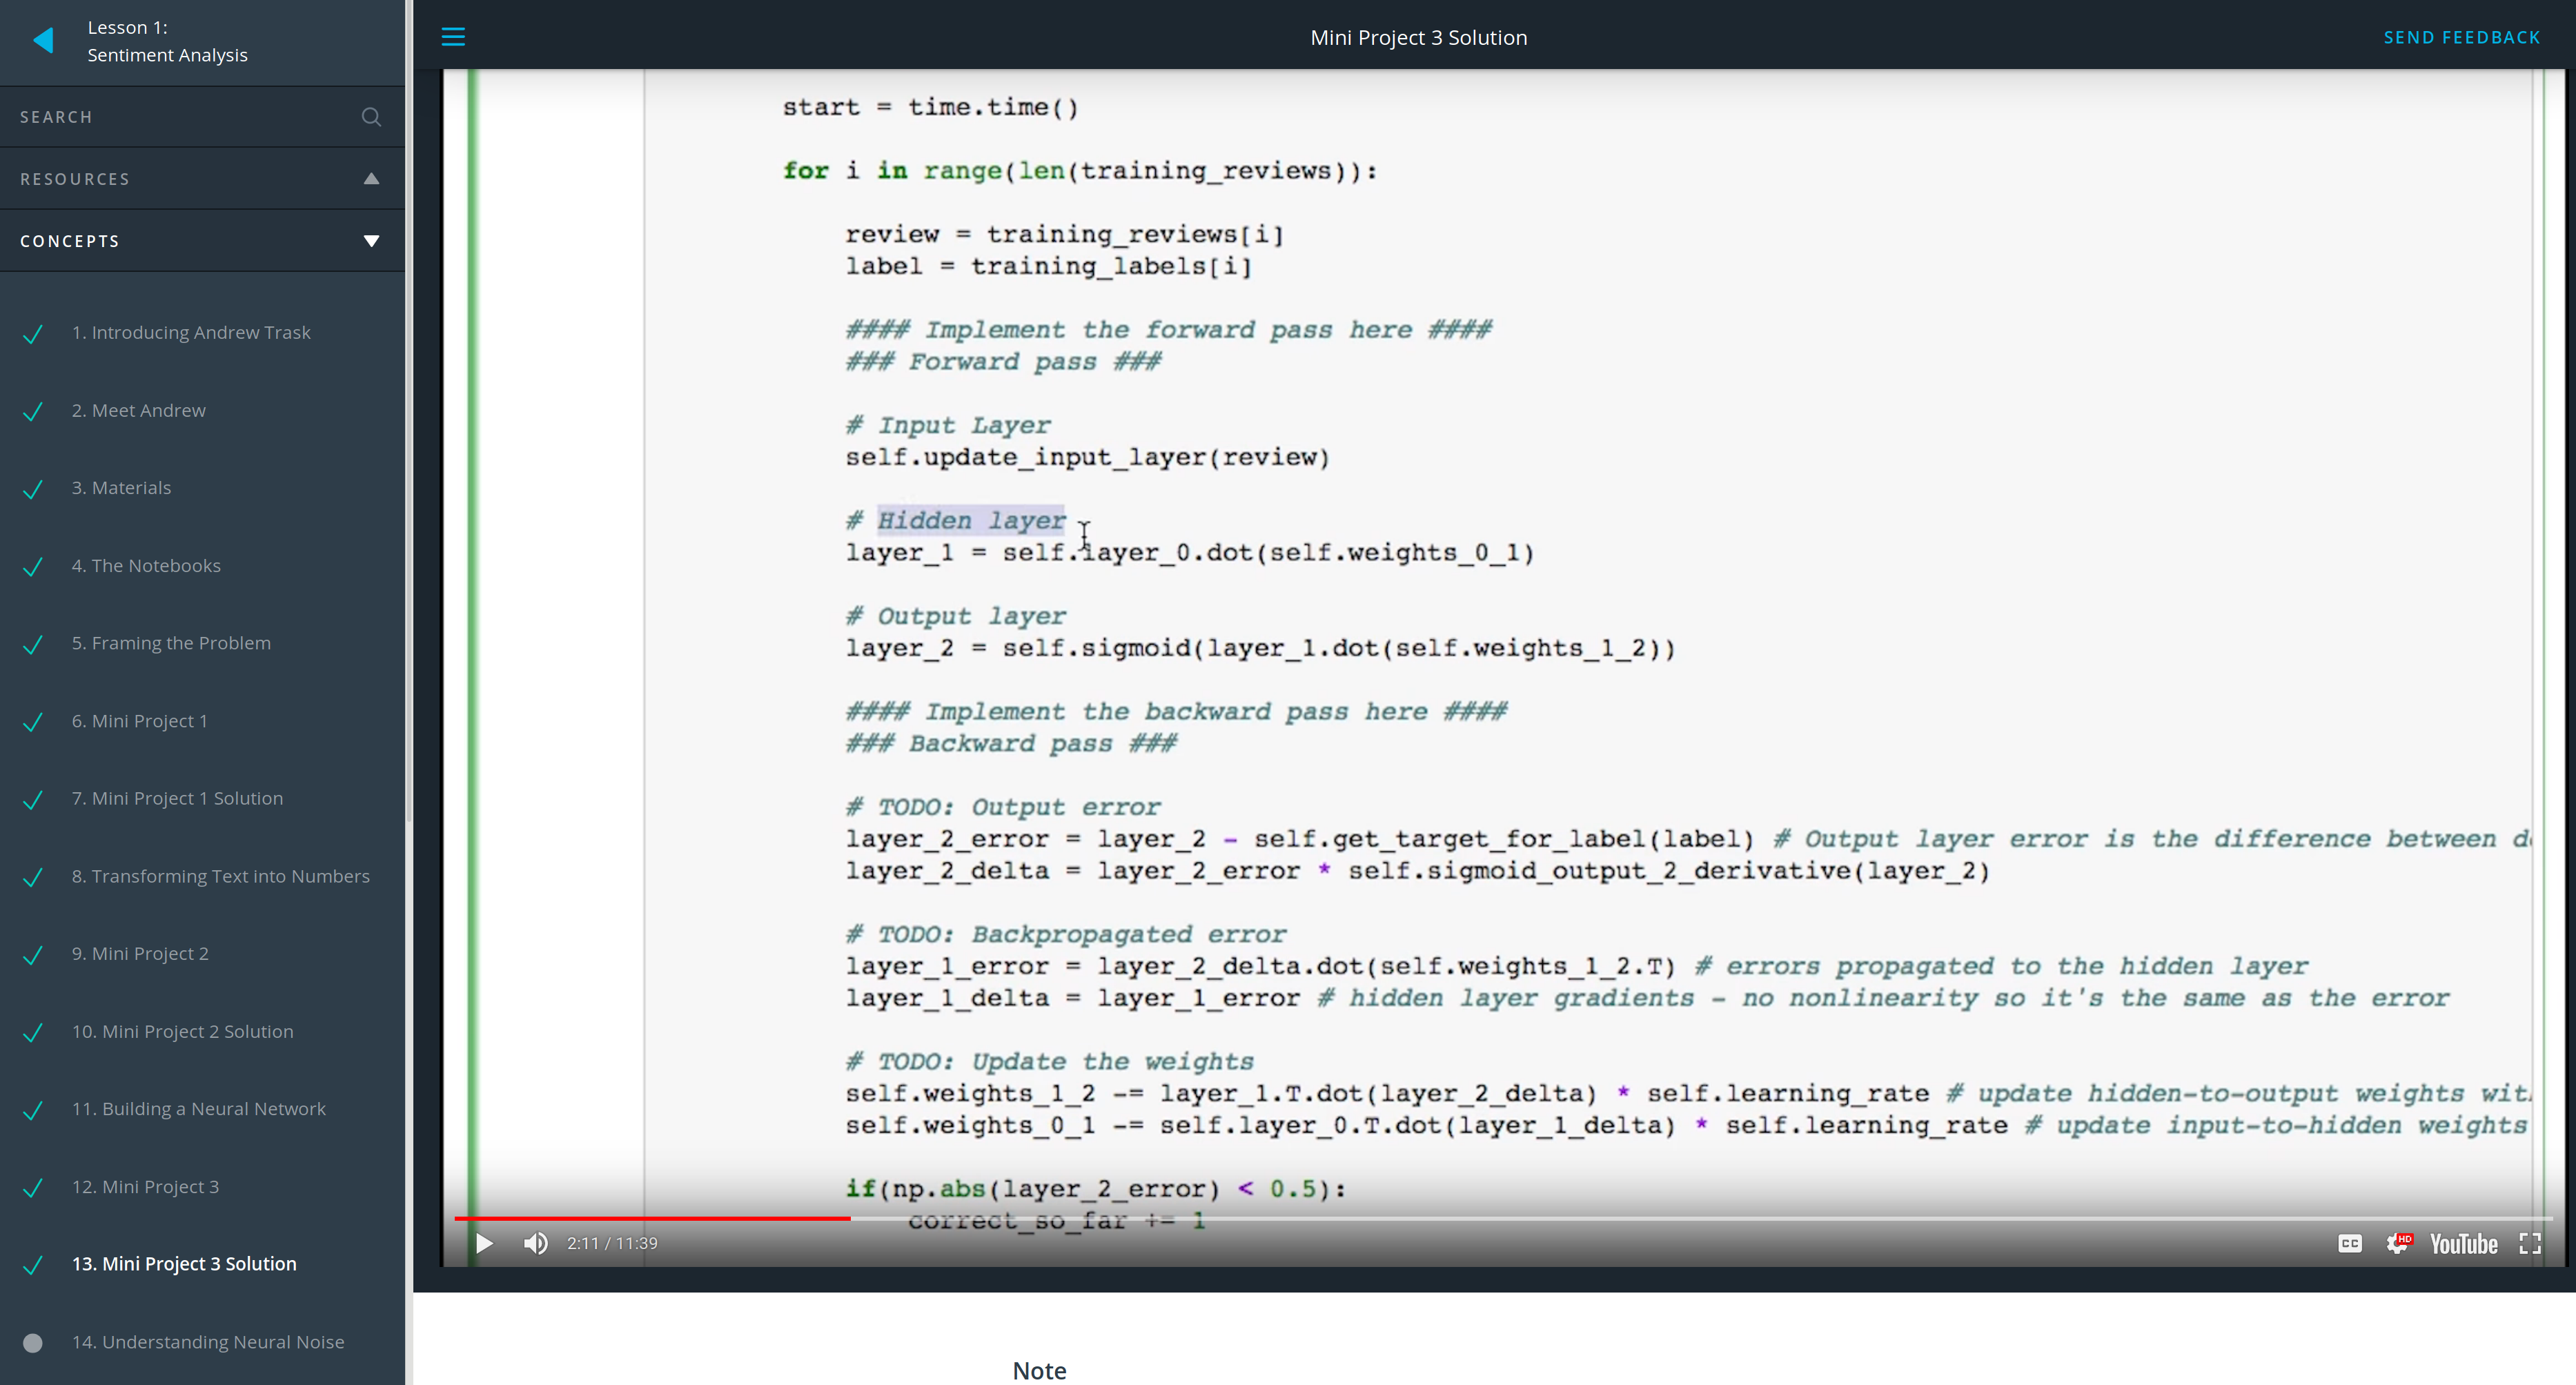 Lesson 1:
Sentiment Analysis
SEARCH
RESOURCES
CONCEPTS
1. Introducing Andrew Trask
2. Meet Andrew
3. Materials
4. The Notebooks
5. Framing the Problem
6. Mini Project 1
7. Mini Project 1 Solution
8. Transforming Text into Numbers
9. Mini Project 2
10. Mini Project 2 Solution
11. Building a Neural Network
12. Mini Project 3
13. Mini Project 3 Solution
14. Understanding Neural Noise
Mini Project 3 Solution
SEND FEEDBACK
start = time.time()
for i in range(len(training_reviews)):
review = training_reviews[i]
label = training_labels[i]
#### Implement the forward pass here ####
### Forward pass ###
# Input Layer
self.update_input_layer(review)
# Hidden layer
layer_1 = self.layer_0.dot(self.weights_0_1)
# Output layer
layer_2 = self.sigmoid(layer_1.dot(self.weights_1_2))
#### Implement the backward pass here ####
### Backward pass ###
# TODO: Output error
layer_2_error = layer_2 - self.get_target_for_label(label) # Output layer error is the difference between
layer_2_delta = layer_2_error * self.sigmoid_output_2_derivative(layer_2)
# TODO: Backpropagated error
layer_1_error = layer_2_delta.dot(self.weights_1_2.T) # errors propagated to the hidden layer
layer_1_delta = layer_1_error # hidden layer gradients - no nonlinearity so it's the same as the error
# TODO: Update the weights
self.weights_1_2 -= layer_1.T.dot(layer_2_delta) * self.learning_rate # update hidden-to-output weights
self.weights_0_1 -= self.layer_0.T.dot(layer_1_delta) * self.learning_rate # update input-to-hidden weights
if(np.abs(layer_2_error) < 0.5):
correct_so_far += 1
2:11 / 11:39
CC
HD
YouTube
Note